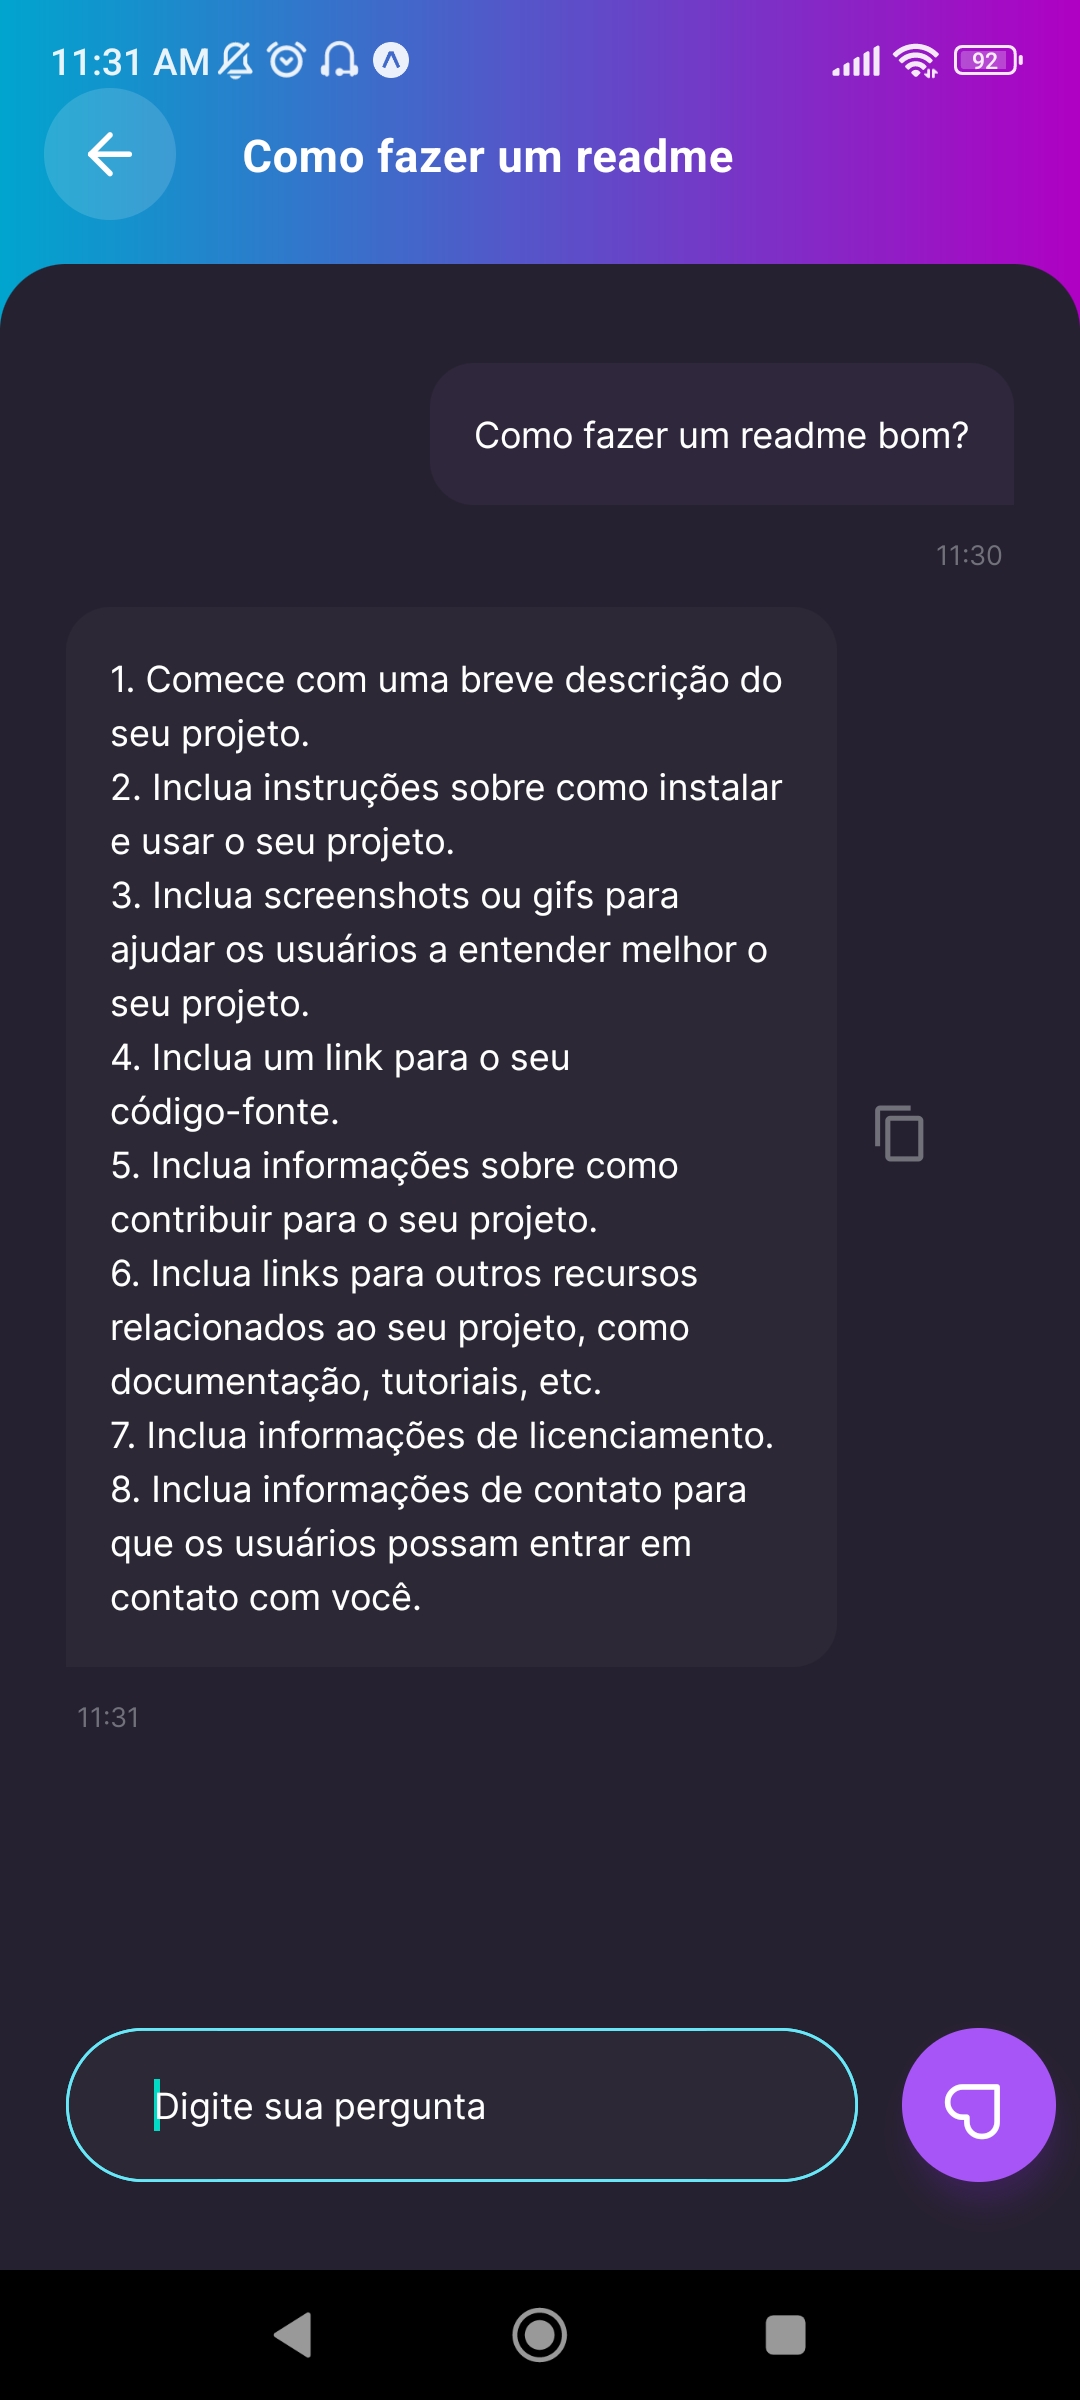 11:31 AM
92
Como fazer um readme
Como fazer um readme bom?
11:30
1. Comece com uma breve descrição do
seu projeto.
2. Inclua instruções sobre como instalar
e usar o seu projeto.
3. Inclua screenshots ou gifs para
ajudar os usuários a entender melhor o
seu projeto.
4. Inclua um link para o seu
código-fonte.
5. Inclua informações sobre como
contribuir para o seu projeto.
6. Inclua links para outros recursos
relacionados ao seu projeto, como
documentação, tutoriais, etc.
7. Inclua informações de licenciamento.
8. Inclua informações de contato para
que os usuários possam entrar em
contato com você.
11:31
Digite sua pergunta